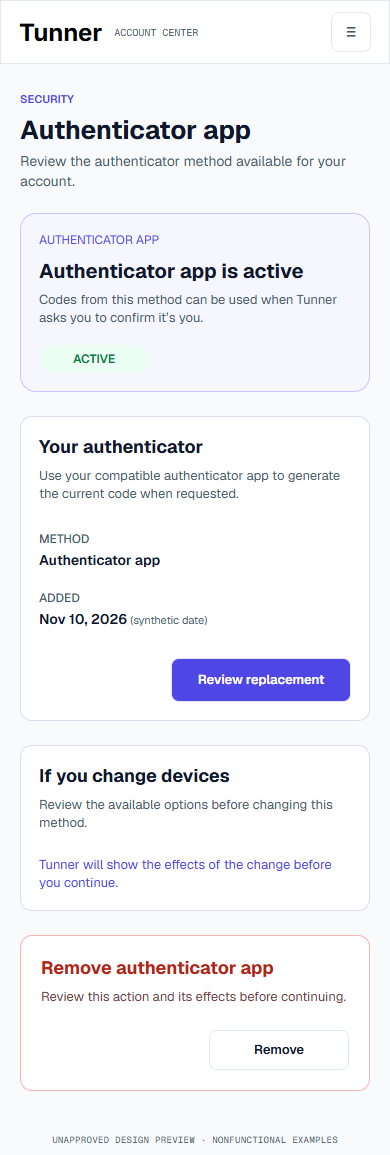 Tunner ACCOUNT CENTER
☰
SECURITY
Authenticator app
Review the authenticator method available for your
account.
AUTHENTICATOR APP
Authenticator app is active
Codes from this method can be used when Tunner
asks you to confirm it's you.
ACTIVE
Your authenticator
Use your compatible authenticator app to generate
the current code when requested.
METHOD
Authenticator app
ADDED
Nov 10, 2026 (synthetic date)
Review replacement
If you change devices
Review the available options before changing this
method.
Tunner will show the effects of the change before
you continue.
Remove authenticator app
Review this action and its effects before continuing.
Remove
UNAPPROVED DESIGN PREVIEW · NONFUNCTIONAL EXAMPLES